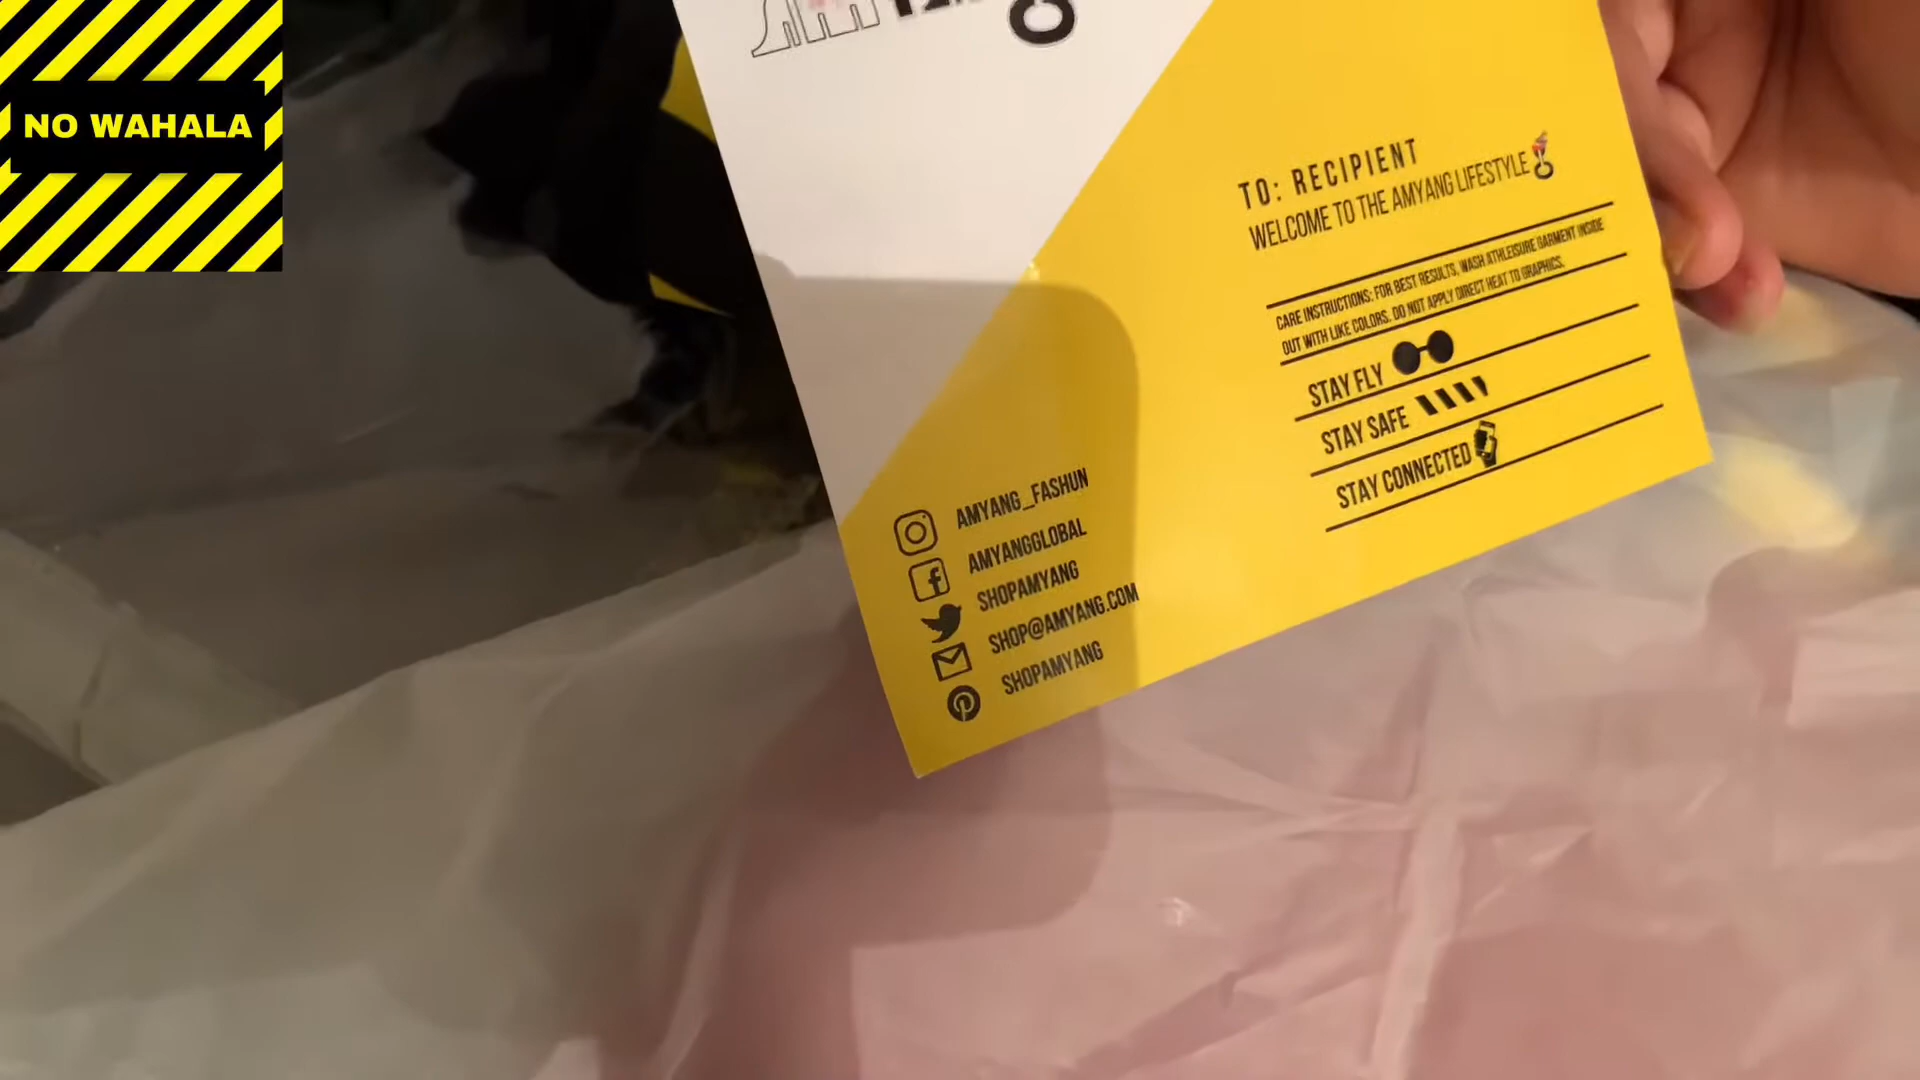 NO WAHALA
TO: RECIPIENT
WELCOME TO THE AMYANG LIFESTYLE
CARE INSTRUCTIONS: FOR BEST RESULTS, WASH ATHLEISURE GARMENT INSIDE
OUT WITH LIKE COLORS. DO NOT APPLY DIRECT HEAT TO GRAPHICS.
STAY FLY
STAY SAFE
STAY CONNECTED
AMYANG_FASHUN
AMYANGGLOBAL
SHOPAMYANG
SHOP@AMYANG.COM
SHOPAMYANG